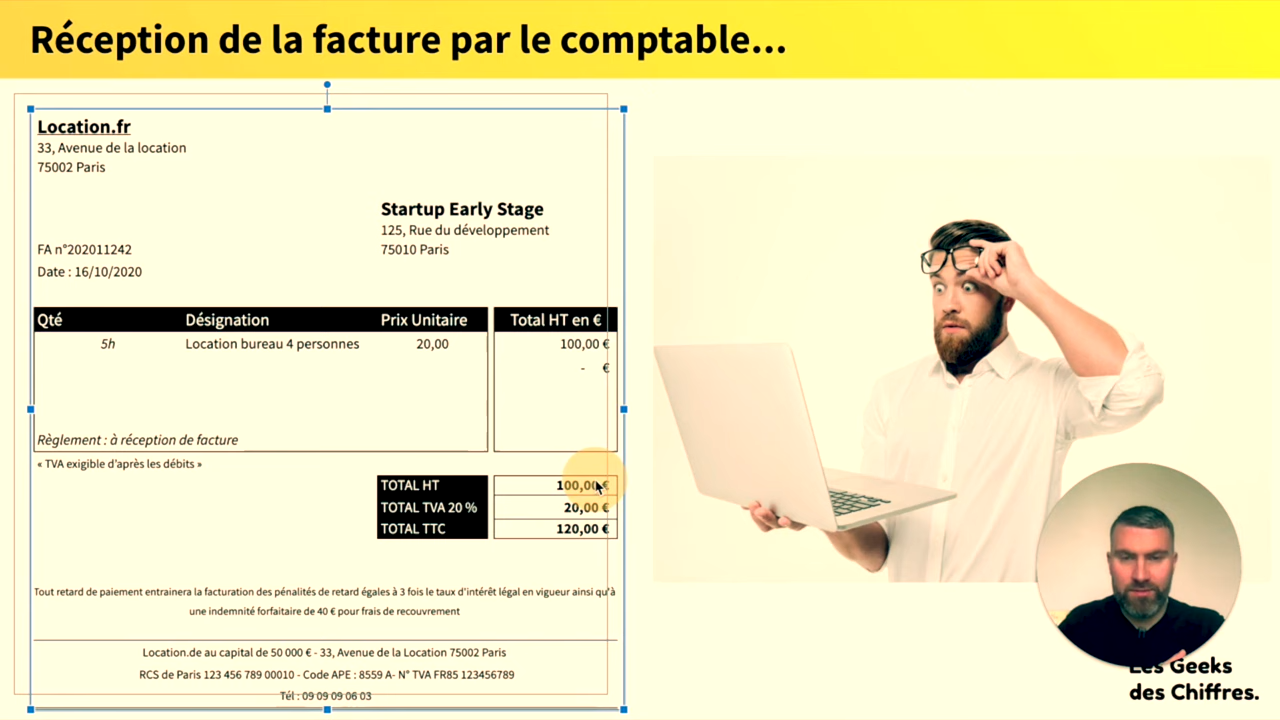 Réception de la facture par le comptable...
Location.fr
33, Avenue de la location
75002 Paris
Startup Early Stage
125, Rue du développement
75010 Paris
FA n°202011242
Date : 16/10/2020
Qté Désignation Prix Unitaire Total HT en €
5h Location bureau 4 personnes 20,00 100,00 €
- €
Règlement : à réception de facture
« TVA exigible d'après les débits »
TOTAL HT 100,00 €
TOTAL TVA 20 % 20,00 €
TOTAL TTC 120,00 €
Tout retard de paiement entrainera la facturation des pénalités de retard égales à 3 fois le taux d'intérêt légal en vigueur ainsi qu'à
une indemnité forfaitaire de 40 € pour frais de recouvrement
Location.de au capital de 50 000 € - 33, Avenue de la Location 75002 Paris
RCS de Paris 123 456 789 00010 - Code APE : 8559 A- N° TVA FR85 123456789
Tél : 09 09 09 06 03
Les Geeks
des Chiffres.